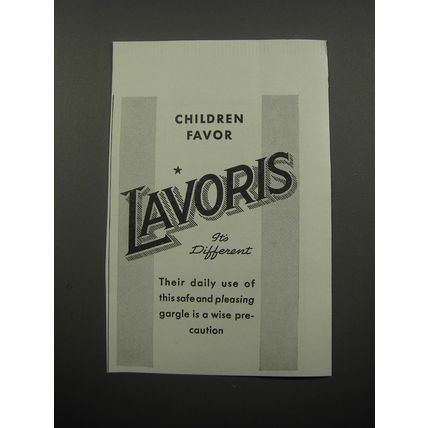 CHILDREN
FAVOR
LAVORIS
It's
Different
Their daily use of
this safe and pleasing
gargle is a wise pre-
caution